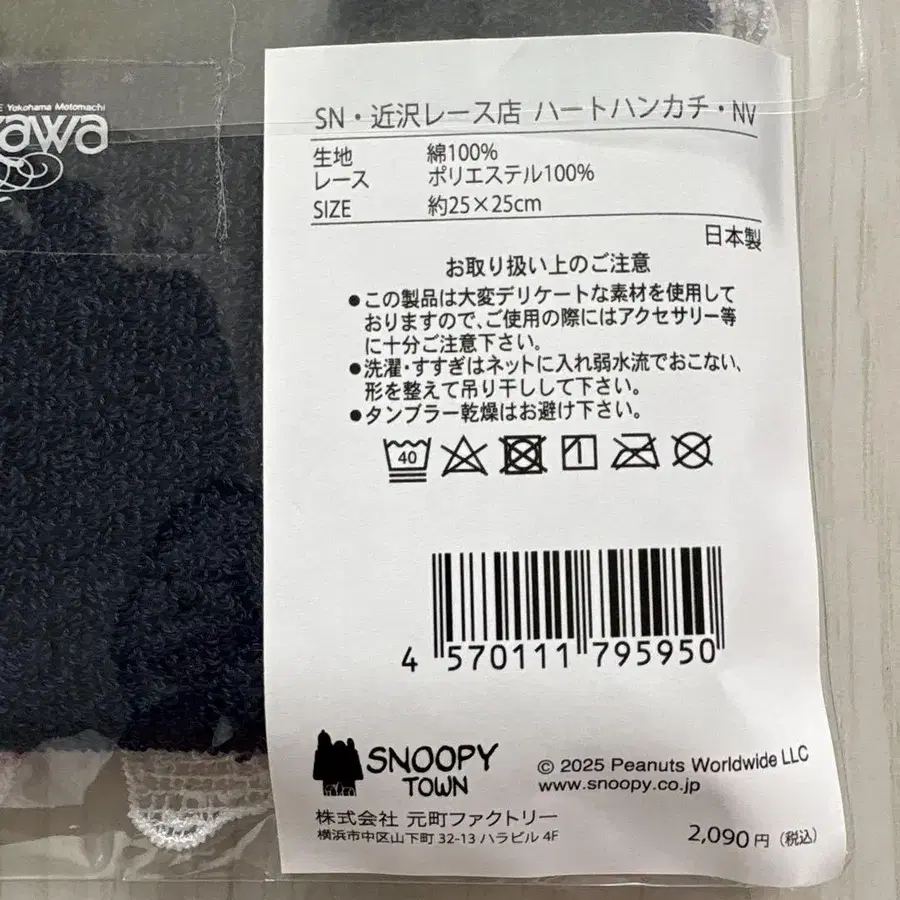 Yokohama Motomachi
SN・近沢レース店 ハートハンカチ・NV
生地 綿100%
レース ポリエステル100%
SIZE 約25×25cm
日本製
お取り扱い上のご注意
●この製品は大変デリケートな素材を使用して
おりますので、ご使用の際にはアクセサリー等
に十分ご注意下さい。
●洗濯・すすぎはネットに入れ弱水流でおこない、
形を整えて吊り干しして下さい。
●タンブラー乾燥はお避け下さい。
40
4 570111 795950
SNOOPY
TOWN
© 2025 Peanuts Worldwide LLC
www.snoopy.co.jp
株式会社 元町ファクトリー
横浜市中区山下町 32-13 ハラビル 4F
2,090円 (税込)